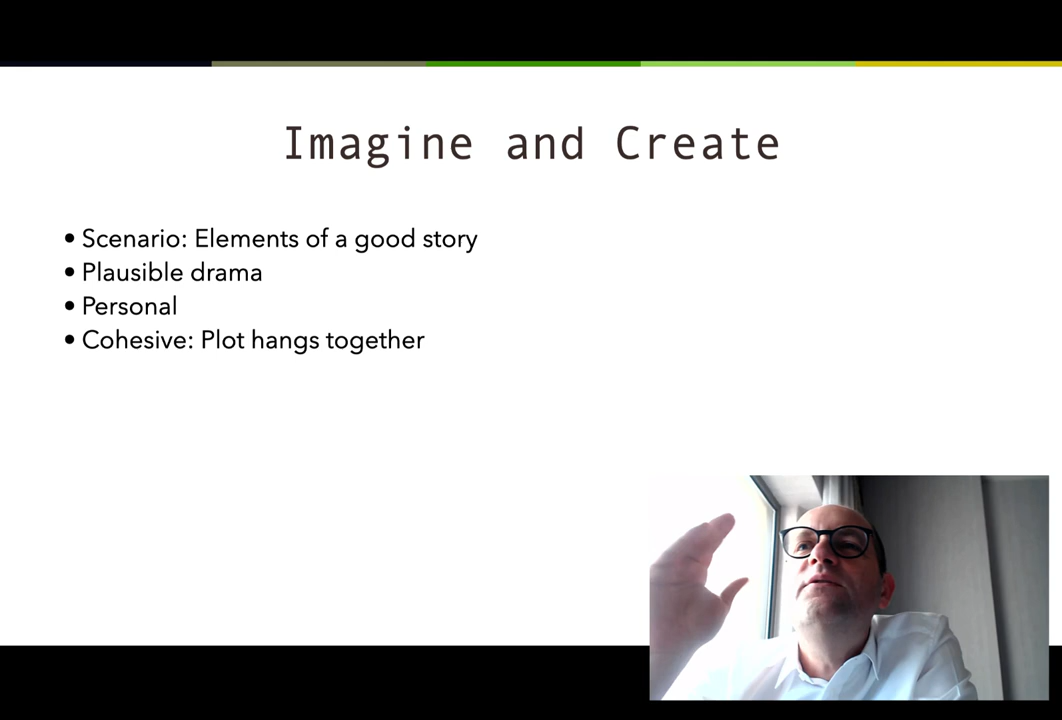 Imagine and Create
• Scenario: Elements of a good story
• Plausible drama
• Personal
• Cohesive: Plot hangs together